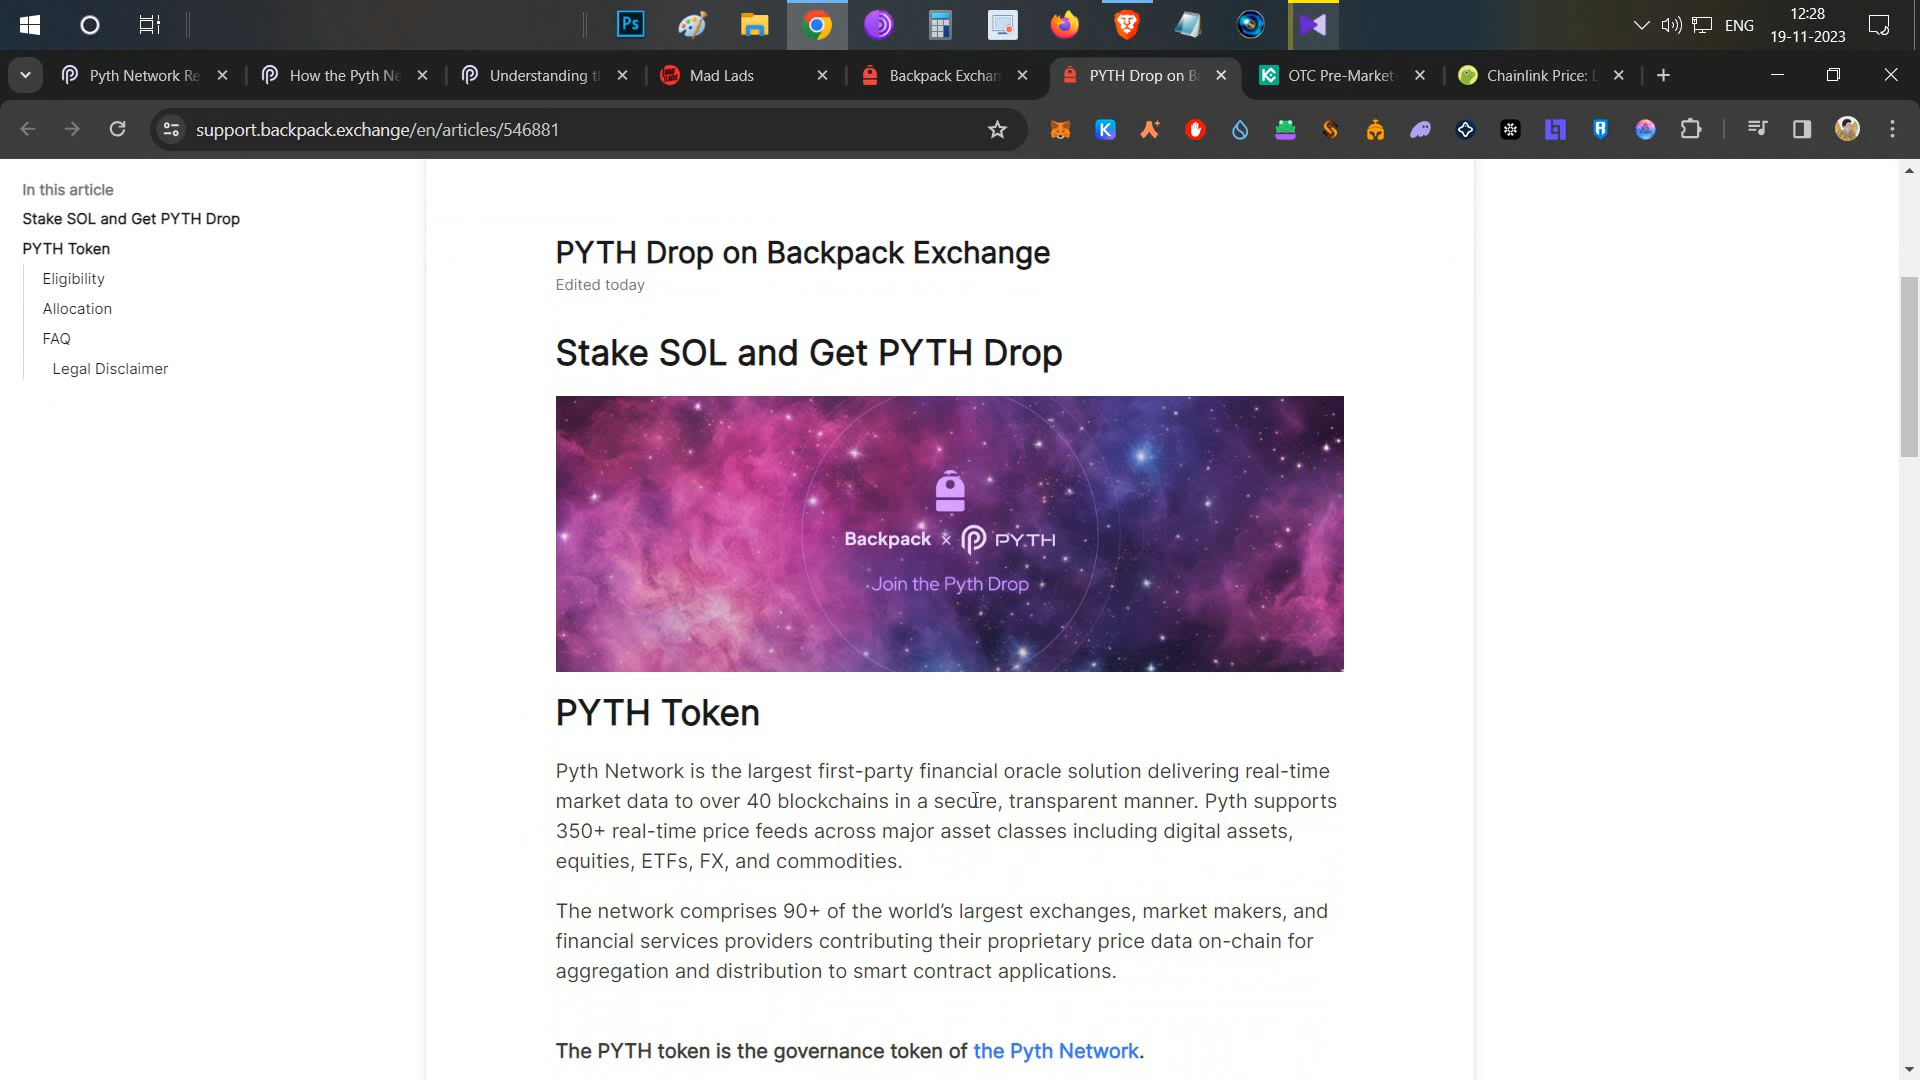 Ps
ENG
12:28
19-11-2023
Pyth Network Re
How the Pyth Ne
Understanding t
Mad Lads
Backpack Exchan
PYTH Drop on B
OTC Pre-Market
Chainlink Price:
support.backpack.exchange/en/articles/546881
In this article
Stake SOL and Get PYTH Drop
PYTH Token
Eligibility
Allocation
FAQ
Legal Disclaimer
PYTH Drop on Backpack Exchange
Edited today
Stake SOL and Get PYTH Drop
Backpack x PYTH
Join the Pyth Drop
PYTH Token
Pyth Network is the largest first-party financial oracle solution delivering real-time
market data to over 40 blockchains in a secure, transparent manner. Pyth supports
350+ real-time price feeds across major asset classes including digital assets,
equities, ETFs, FX, and commodities.
The network comprises 90+ of the world’s largest exchanges, market makers, and
financial services providers contributing their proprietary price data on-chain for
aggregation and distribution to smart contract applications.
The PYTH token is the governance token of the Pyth Network.